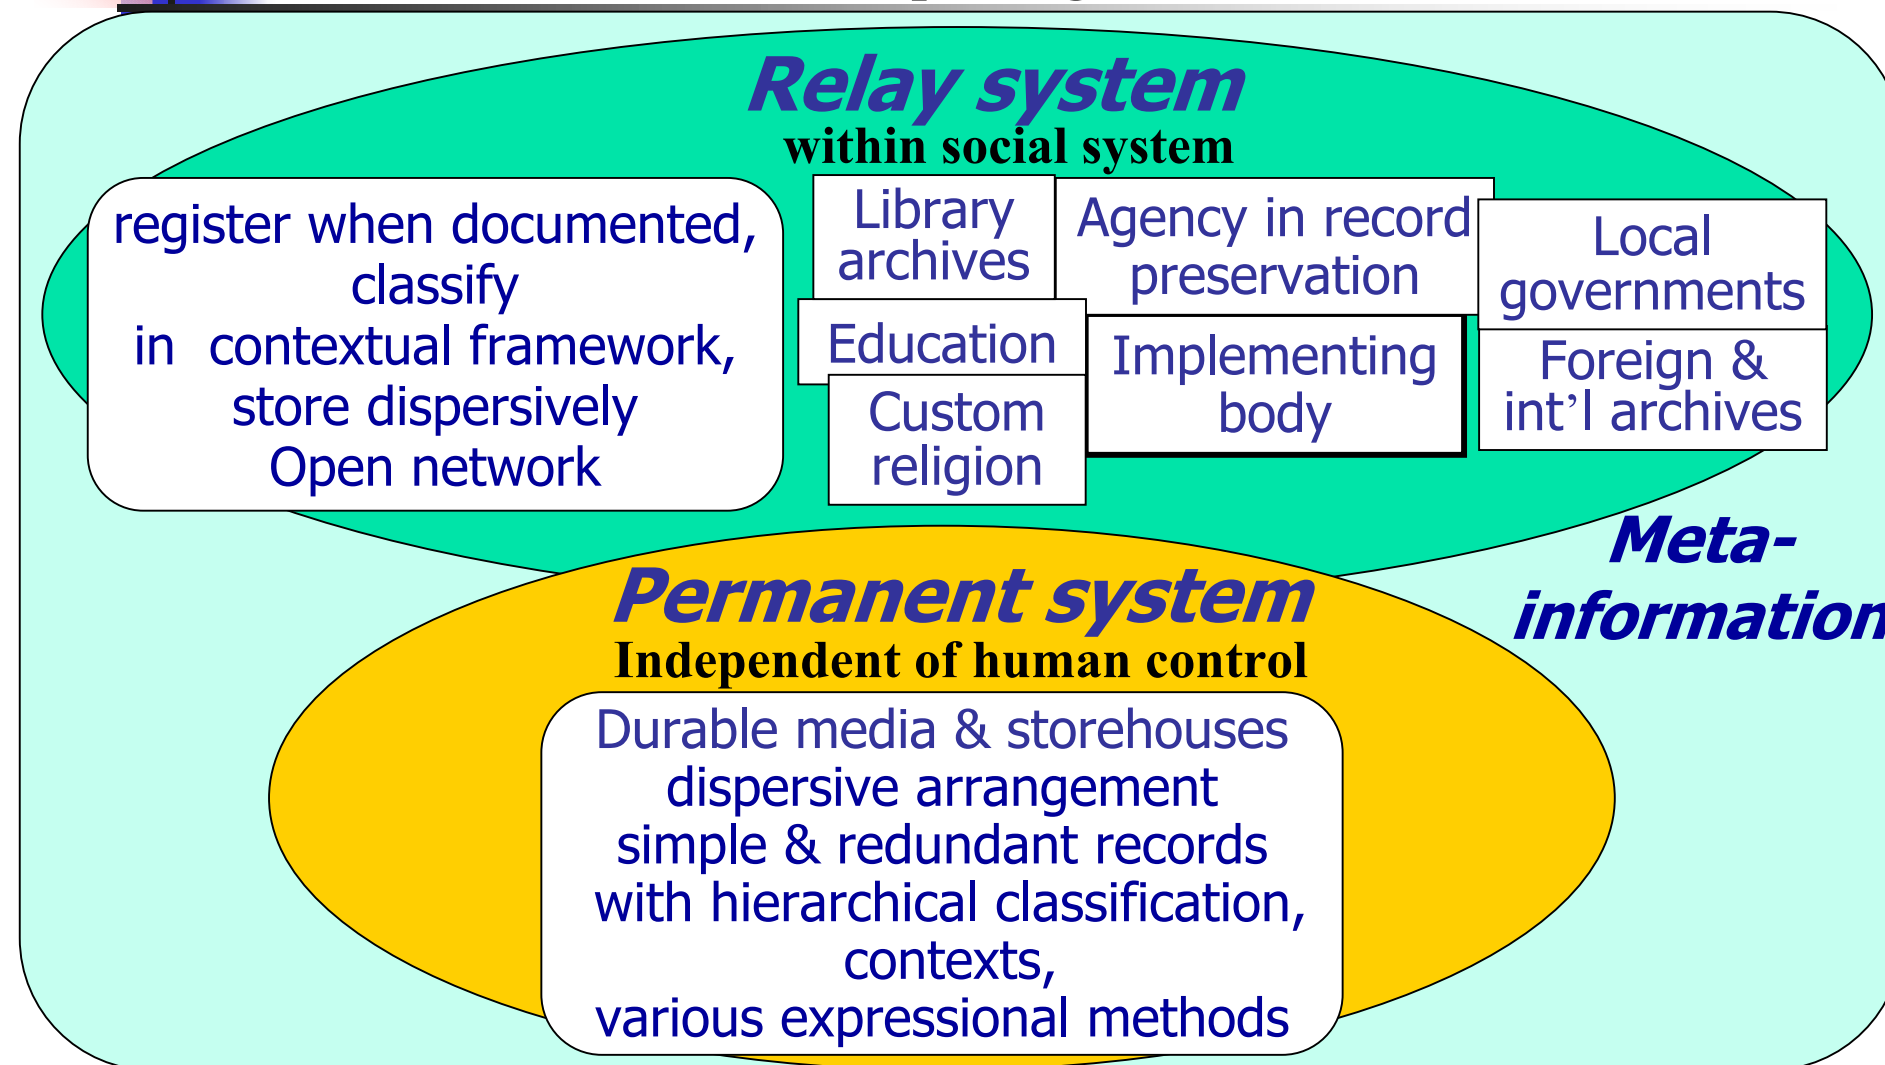 Relay system
within social system
register when documented,
classify
in contextual framework,
store dispersively
Open network
Library
archives
Agency in record
preservation
Local
governments
Education
Implementing
body
Foreign &
int’l archives
Custom
religion
Meta-
information
Permanent system
Independent of human control
Durable media & storehouses
dispersive arrangement
simple & redundant records
with hierarchical classification,
contexts,
various expressional methods